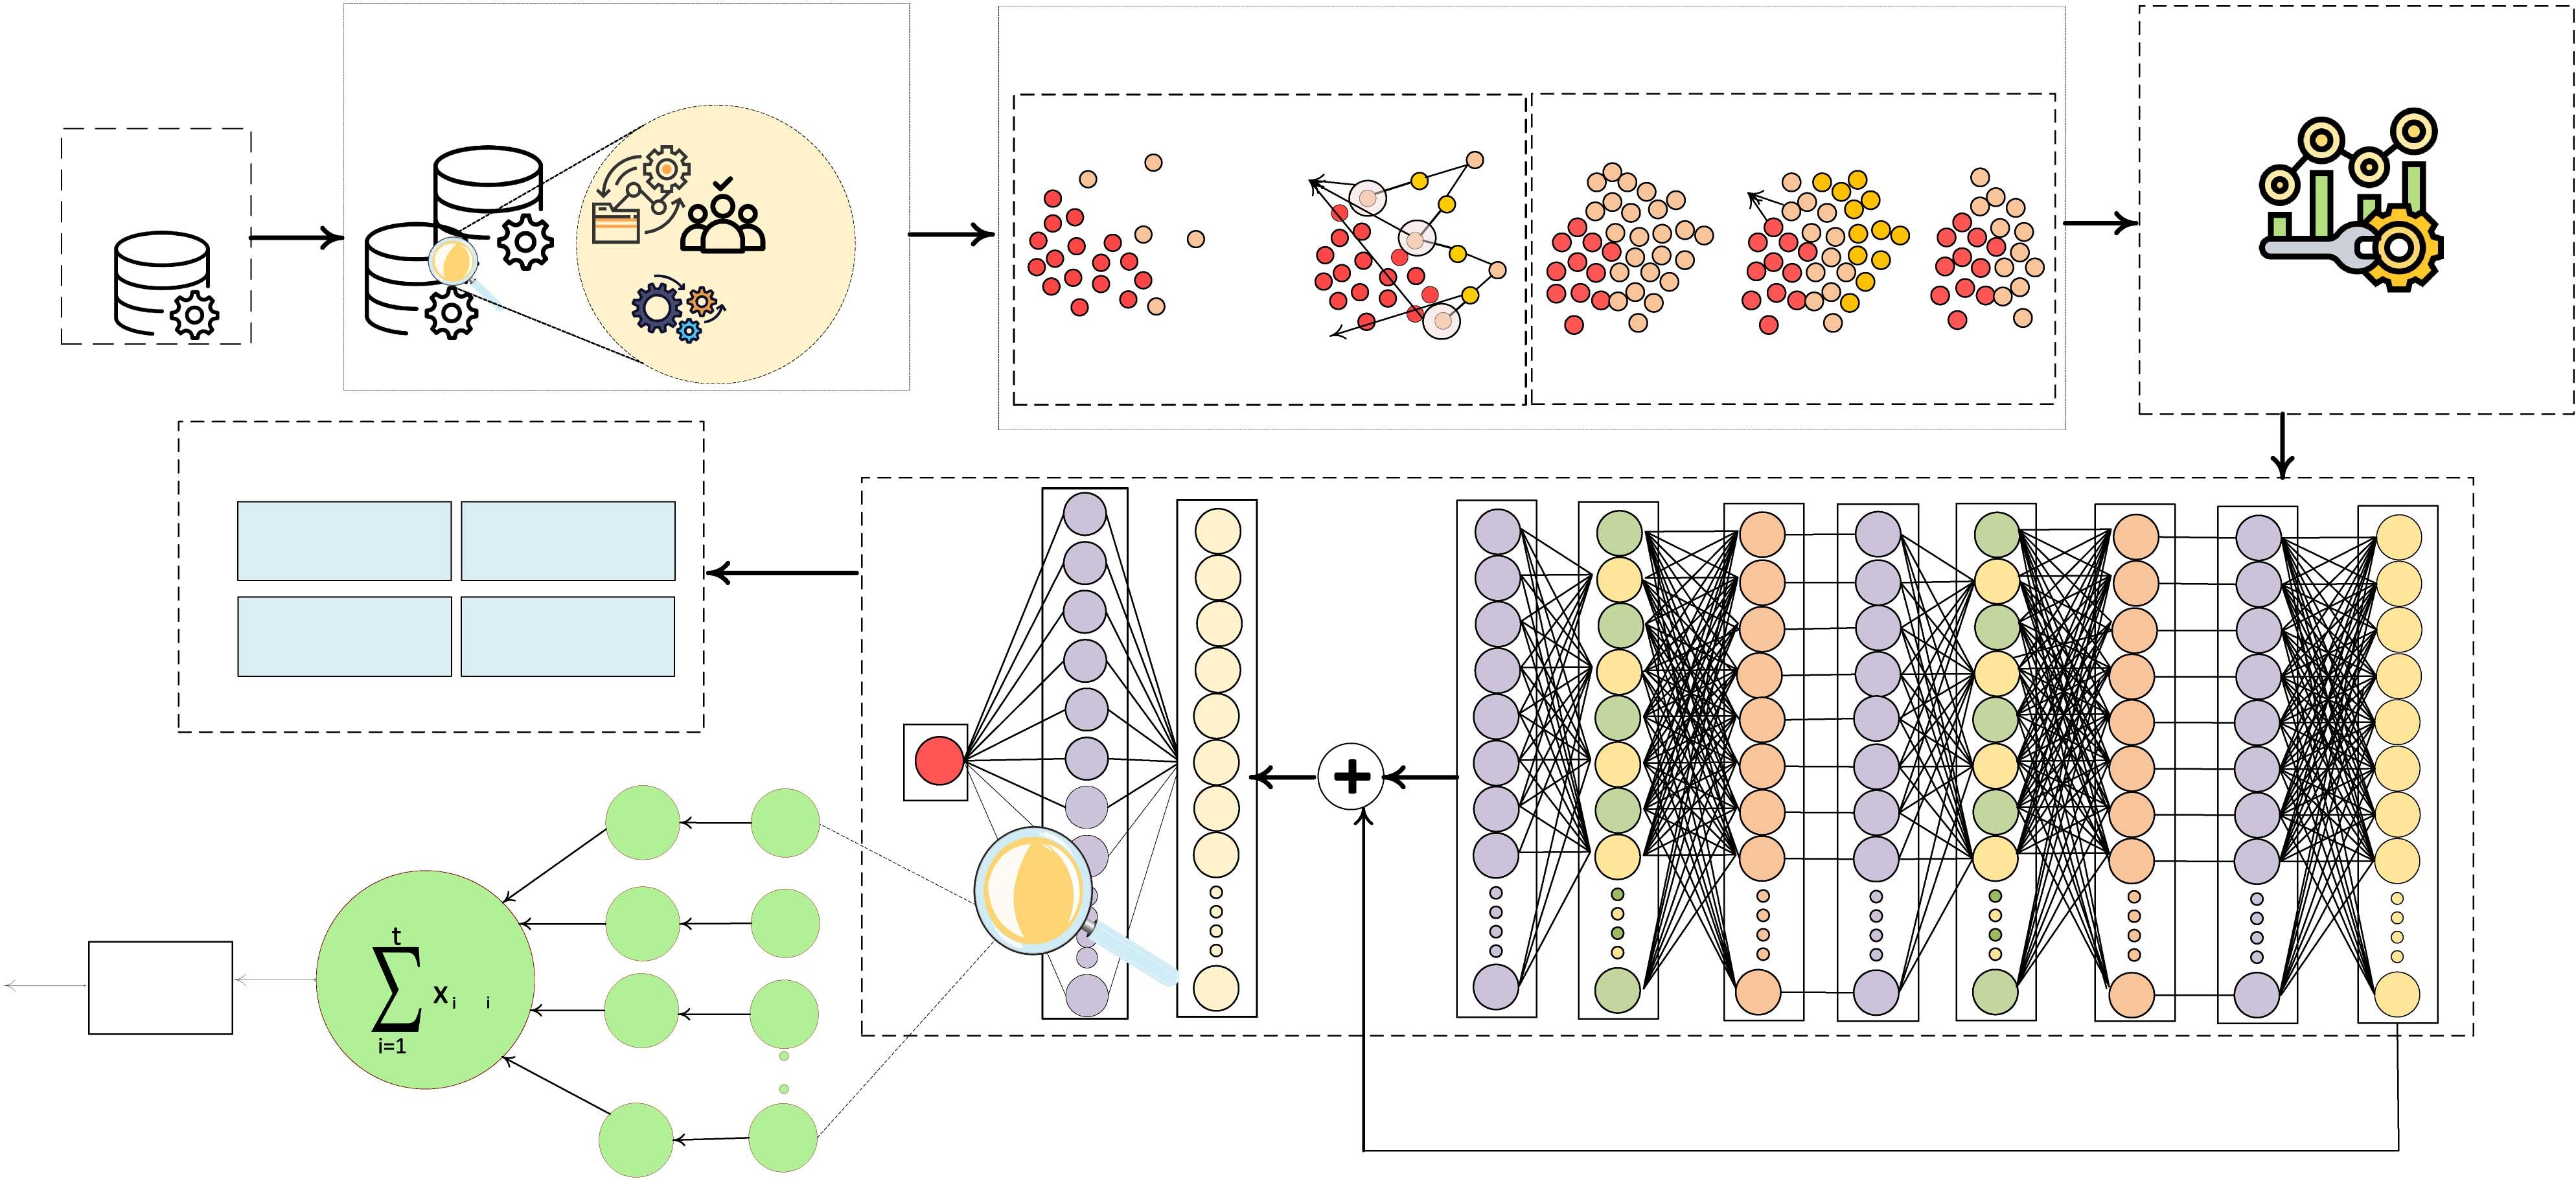 t
∑ x i i
i=1